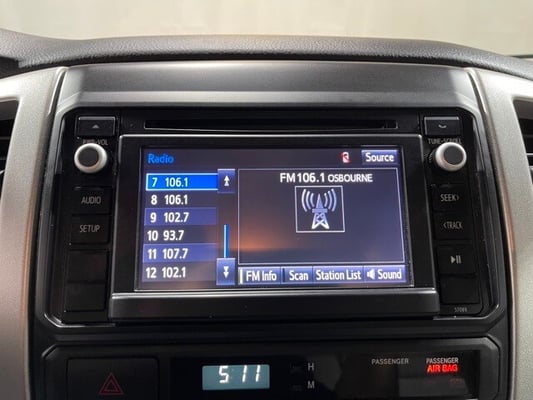 TUNE·SCROLL
Radio
Source
7 106.1
FM 106.1 OSBOURNE
8 106.1
9 102.7
10 93.7
11 107.7
12 102.1
FM Info
Scan
Station List
Sound
AUDIO
SETUP
SEEK>
<TRACK
5:11
H
M
PASSENGER
PASSENGER
AIR BAG